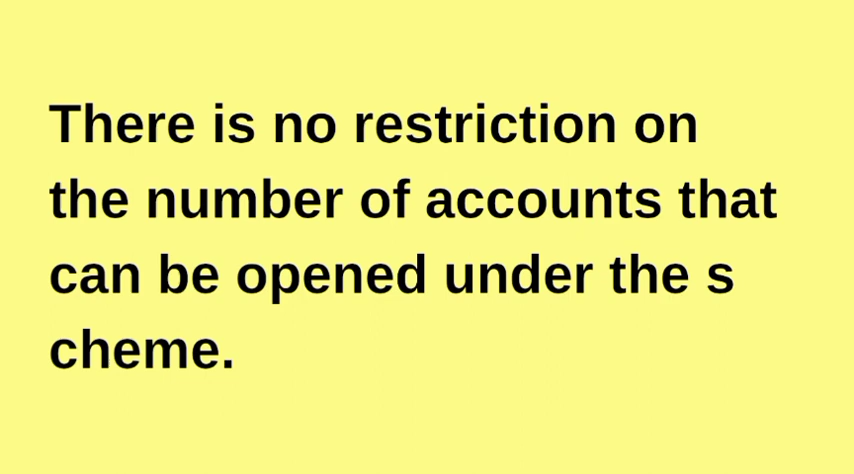 There is no restriction on
the number of accounts that
can be opened under the s
cheme.